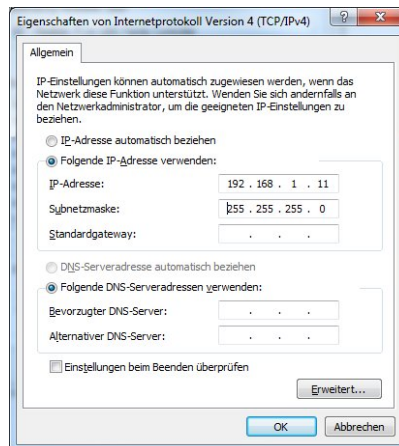 Eigenschaften von Internetprotokoll Version 4 (TCP/IPv4)
Allgemein
IP-Einstellungen können automatisch zugewiesen werden, wenn das
Netzwerk diese Funktion unterstützt. Wenden Sie sich andernfalls an
den Netzwerkadministrator, um die geeigneten IP-Einstellungen zu
beziehen.
IP-Adresse automatisch beziehen
Folgende IP-Adresse verwenden:
IP-Adresse: 192 . 168 . 1 . 11
Subnetzmaske: 255 . 255 . 255 . 0
Standardgateway: . . .
DNS-Serveradresse automatisch beziehen
Folgende DNS-Serveradressen verwenden:
Bevorzugter DNS-Server: . . .
Alternativer DNS-Server: . . .
Einstellungen beim Beenden überprüfen
Erweitert...
OK Abbrechen